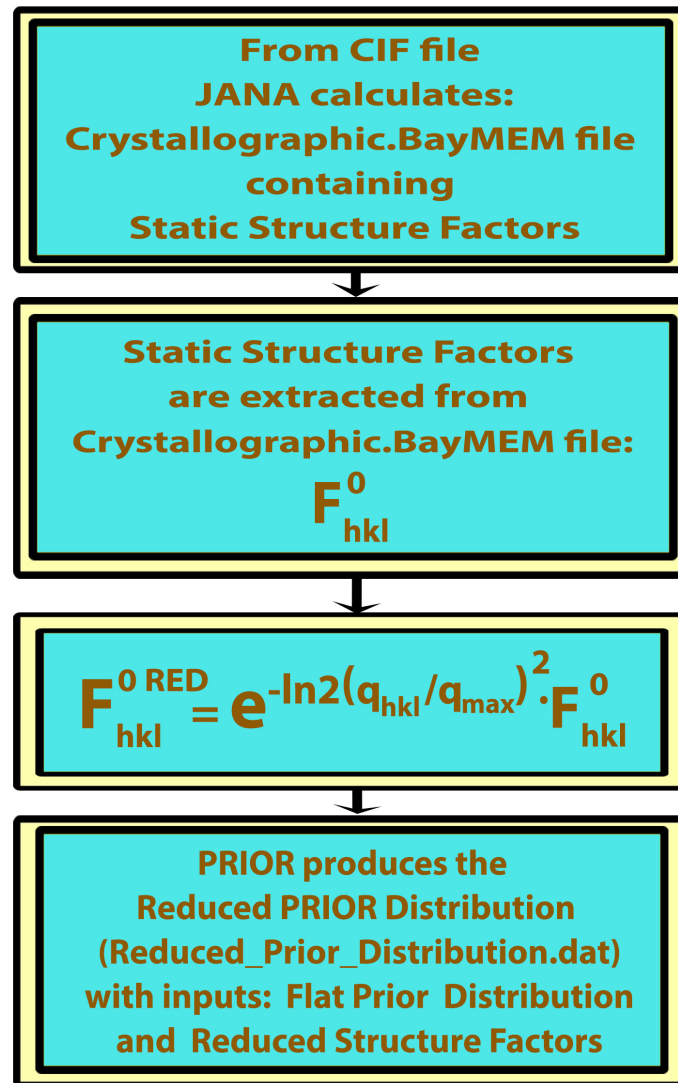 From CIF file
JANA calculates:
Crystallographic.BayMEM file
containing
Static Structure Factors
Static Structure Factors
are extracted from
Crystallographic.BayMEM file:
F⁰hkl
F⁰ ᴿᴱᴰhkl = e^-ln2(q_hkl/q_max)²·F⁰hkl
PRIOR produces the
Reduced PRIOR Distribution
(Reduced_Prior_Distribution.dat)
with inputs: Flat Prior Distribution
and Reduced Structure Factors